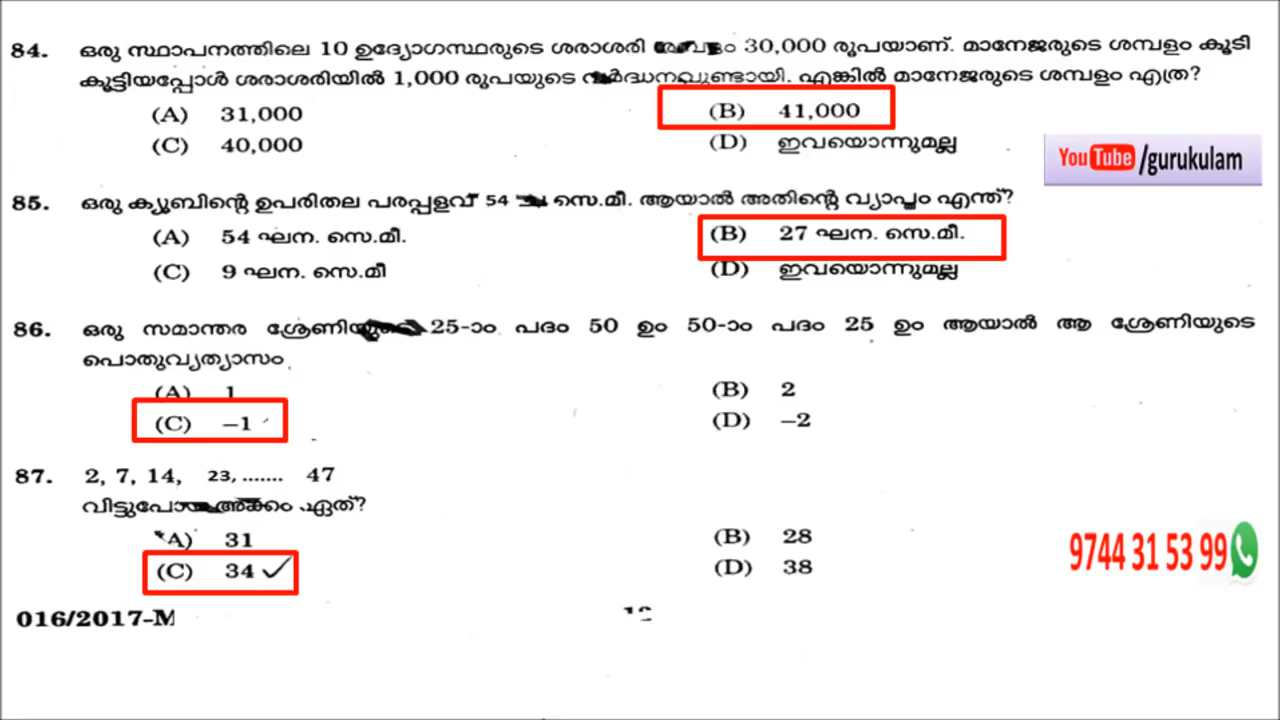 84. ഒരു സ്ഥാപനത്തിലെ 10 ഉദ്യോഗസ്ഥരുടെ ശരാശരി 30,000 രൂപയാണ്. മാനേജരുടെ ശമ്പളം കൂടി
കൂട്ടിയപ്പോൾ ശരാശരിയിൽ 1,000 രൂപയുടെ എങ്കിൽ മാനേജരുടെ ശമ്പളം എത്ര?
(A) 31,000 (B) 41,000
(C) 40,000 (D) ഇവയൊന്നുമല്ല
YouTube/gurukulam
85. ഒരു ക്യൂബിന്റെ ഉപരിതല പരപ്പളവ് 54 സെ.മീ. ആയാൽ അതിന്റെ വ്യാപ്തം എന്ത്?
(A) 54 ഘന. സെ.മീ. (B) 27 ഘന. സെ.മീ.
(C) 9 ഘന. സെ.മീ (D) ഇവയൊന്നുമല്ല
86. ഒരു സമാന്തര 25-ാം പദം 50 ഉം 50-ാം പദം 25 ഉം ആയാൽ ആ ശ്രേണിയുടെ
പൊതുവ്യത്യാസം
(A) 1 (B) 2
(C) –1 (D) –2
87. 2, 7, 14, 23, ....... 47
ഏത്?
(A) 31 (B) 28
(C) 34 (D) 38
9744 31 53 99
016/2017-M